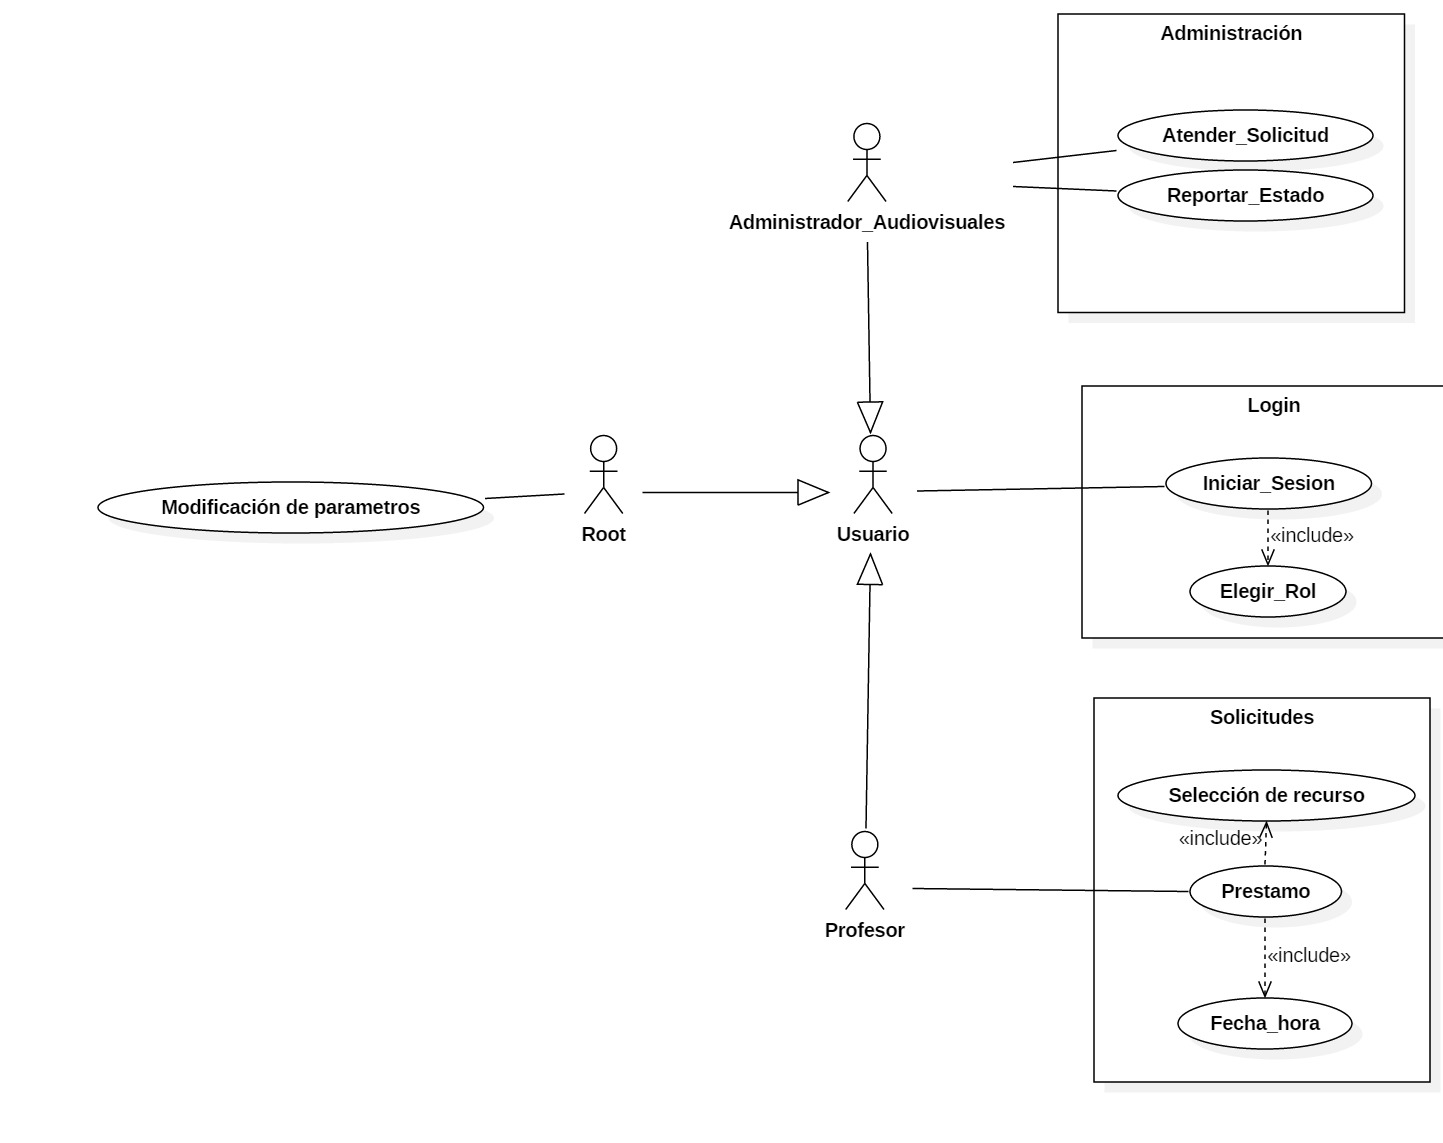 Administración
Atender_Solicitud
Reportar_Estado
Administrador_Audiovisuales
Login
Iniciar_Sesion
«include»
Elegir_Rol
Modificación de parametros
Root
Usuario
Solicitudes
Selección de recurso
«include»
Prestamo
Profesor
«include»
Fecha_hora